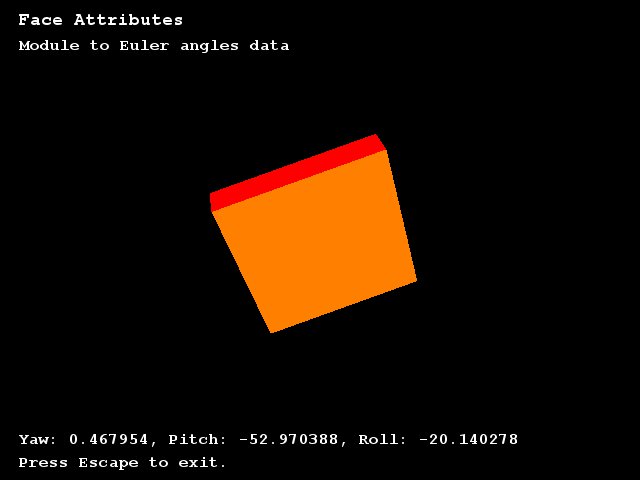 Face Attributes
Module to Euler angles data
Yaw: 0.467954, Pitch: -52.970388, Roll: -20.140278
Press Escape to exit.